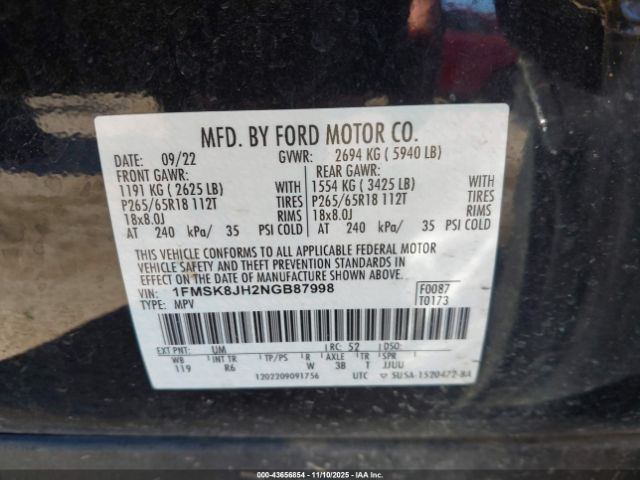 MFD. BY FORD MOTOR CO.
DATE: 09/22 GVWR: 2694 KG ( 5940 LB)
FRONT GAWR: REAR GAWR:
1191 KG ( 2625 LB) WITH 1554 KG ( 3425 LB) WITH
P265/65R18 112T TIRES P265/65R18 112T TIRES
18x8.0J RIMS 18x8.0J RIMS
AT 240 kPa/ 35 PSI COLD AT 240 kPa/ 35 PSI COLD
THIS VEHICLE CONFORMS TO ALL APPLICABLE FEDERAL MOTOR
VEHICLE SAFETY AND THEFT PREVENTION STANDARDS IN
EFFECT ON THE DATE OF MANUFACTURE SHOWN ABOVE.
VIN: 1FMSK8JH2NGB87998 F0087
TYPE: MPV T0173
EXT PNT: UM RC: 52 DSO:
WB INT TR TP/PS R AXLE TR SPR
119 R6 W 3B T JJUU
1202209091756 UTC SU5A-1520472-BA
00-43656854 - 11/10/2025 - IAA Inc.